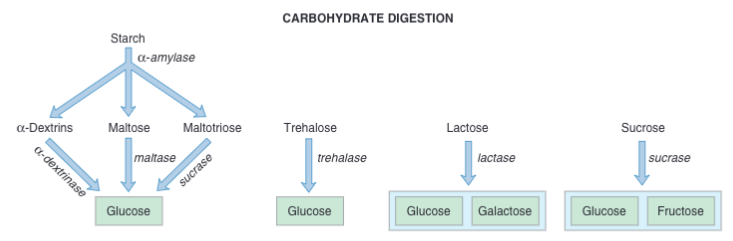 CARBOHYDRATE DIGESTION
Starch
α-amylase
α-Dextrins Maltose Maltotriose Trehalose Lactose Sucrose
α-dextrinase maltase sucrase trehalase lactase sucrase
Glucose Glucose Glucose Galactose Glucose Fructose